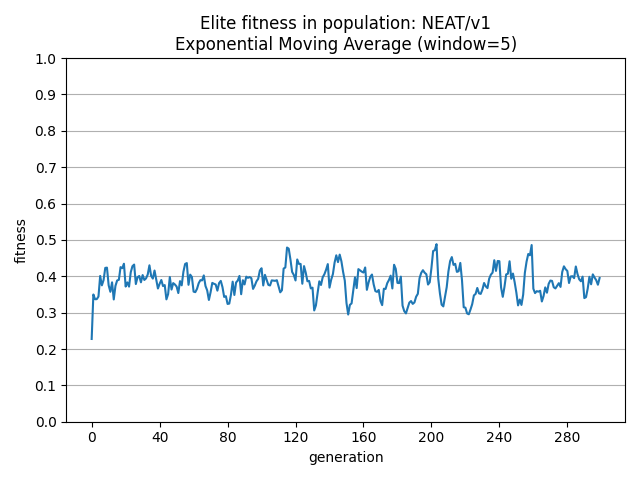 Elite fitness in population: NEAT/v1
Exponential Moving Average (window=5)
1.0
0.9
0.8
0.7
0.6
0.5
0.4
0.3
0.2
0.1
0.0
fitness
0 40 80 120 160 200 240 280
generation